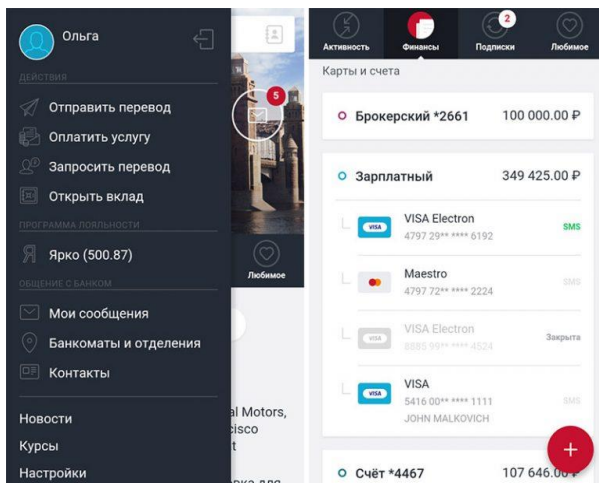 Ольга
ДЕЙСТВИЯ
Отправить перевод
Оплатить услугу
Запросить перевод
Открыть вклад
ПРОГРАММА ЛОЯЛЬНОСТИ
Ярко (500.87)
ОБЩЕНИЕ С БАНКОМ
Мои сообщения
Банкоматы и отделения
Контакты
Новости
Курсы
Настройки
5
Любимое
al Motors,
cisco
t
Активность
Финансы
2
Подписки
Любимое
Карты и счета
Брокерский *2661 100 000.00 ₽
Зарплатный 349 425.00 ₽
VISA
VISA Electron
4797 29** **** 6192
SMS
Maestro
4797 72** **** 2224
SMS
VISA
VISA Electron
8885 99** **** 4524
Закрыта
VISA
VISA
5416 00** **** 1111
SMS
JOHN MALKOVICH
+
Счёт *4467 107 646.00 ₽